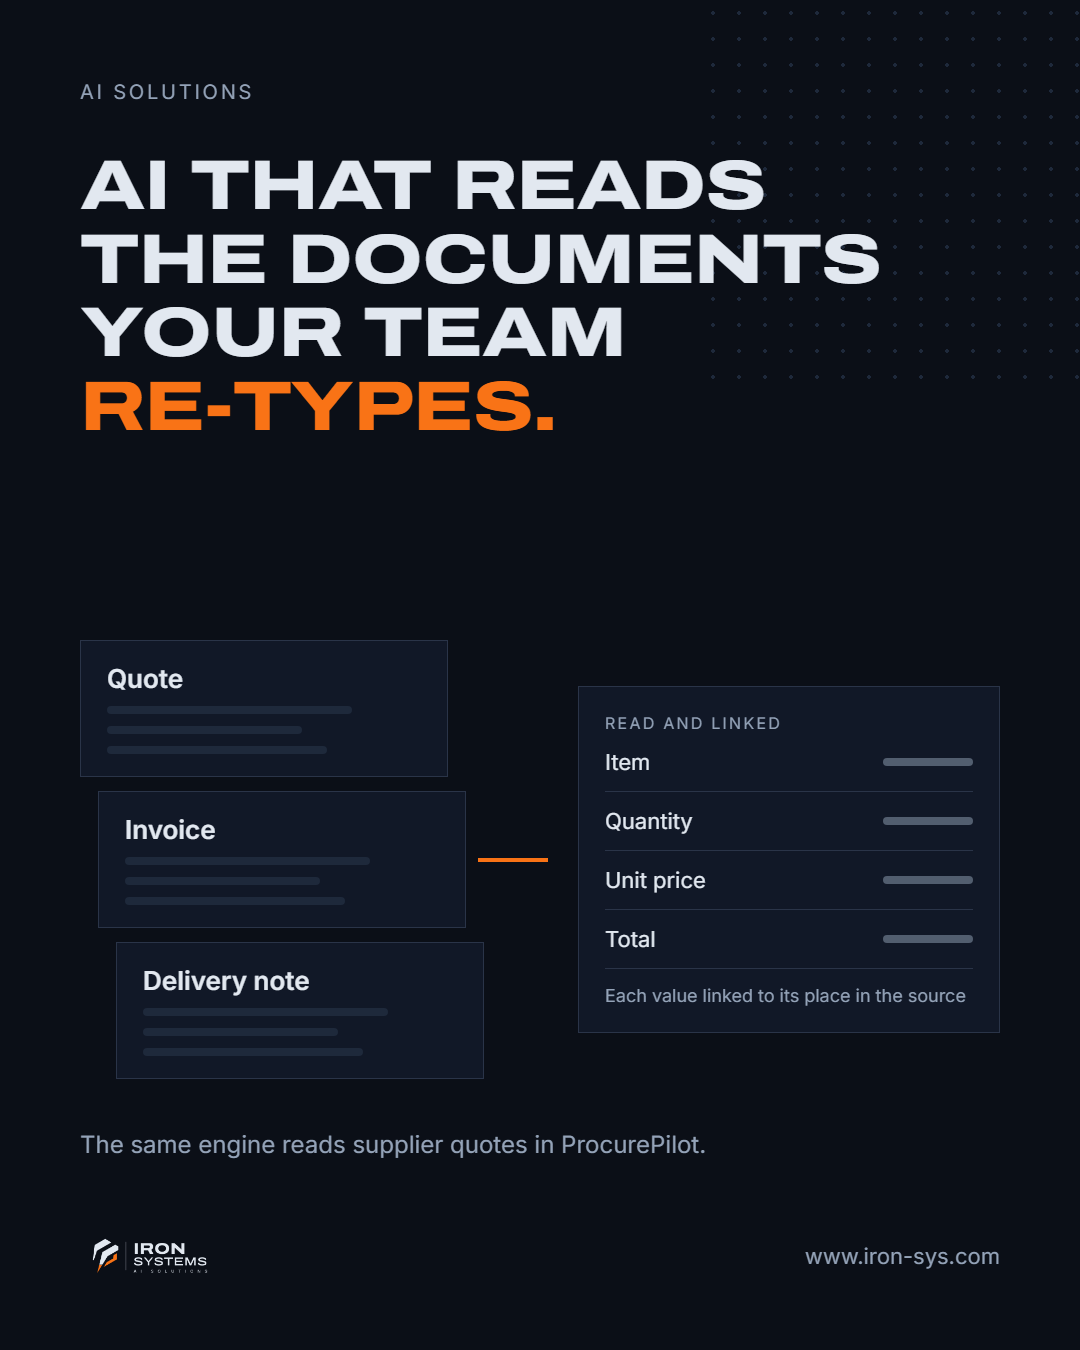 AI SOLUTIONS
AI THAT READS
THE DOCUMENTS
YOUR TEAM
RE-TYPES.
Quote
Invoice
Delivery note
READ AND LINKED
Item
Quantity
Unit price
Total
Each value linked to its place in the source
The same engine reads supplier quotes in ProcurePilot.
IRON
SYSTEMS
AI SOLUTIONS
www.iron-sys.com